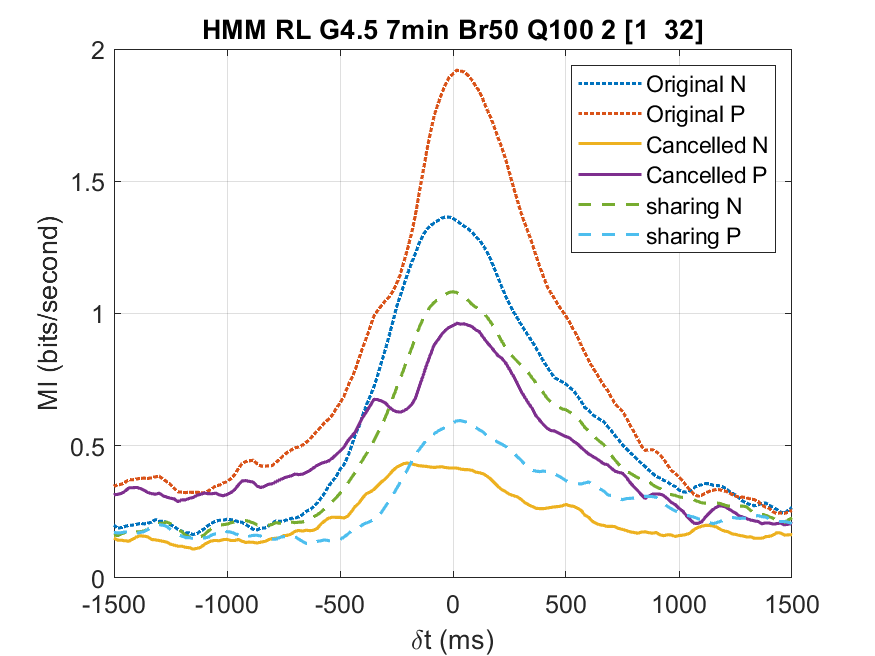 HMM RL G4.5 7min Br50 Q100 2 [1  32]
2
1.5
1
0.5
0
MI (bits/second)
Original N
Original P
Cancelled N
Cancelled P
sharing N
sharing P
-1500 -1000 -500 0 500 1000 1500
δt (ms)